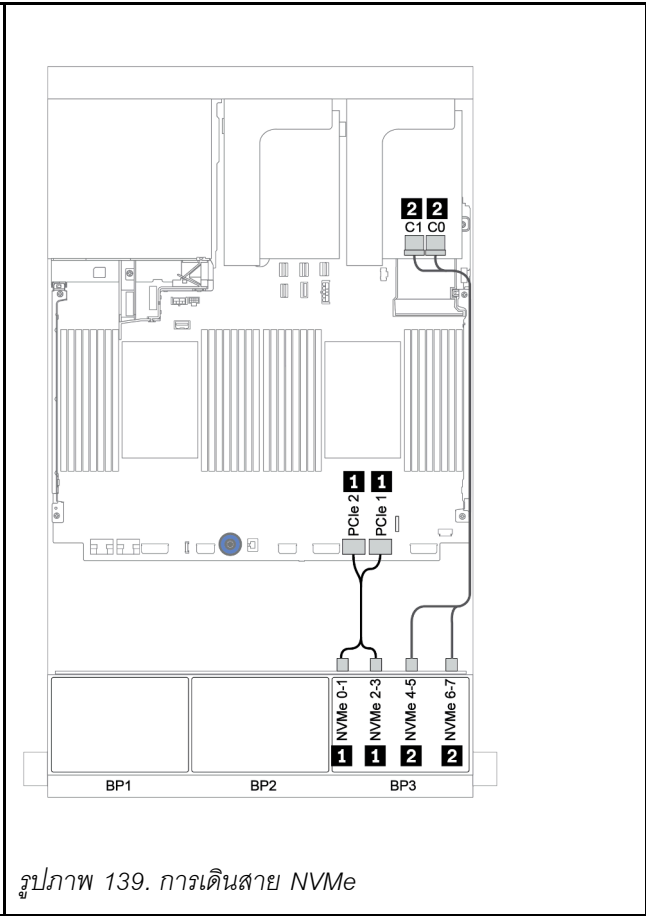 2 2
C1 C0
1 1
PCIe 2 PCIe 1
NVMe 0-1 NVMe 2-3 NVMe 4-5 NVMe 6-7
1 1 2 2
BP1 BP2 BP3
รูปภาพ 139. การเดินสาย NVMe